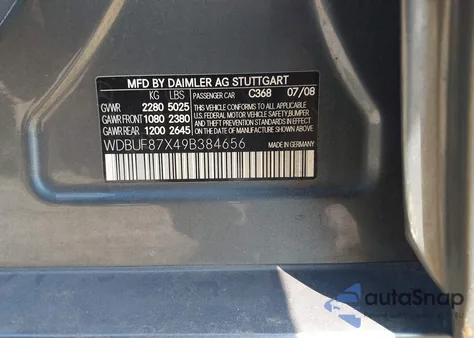 MFD BY DAIMLER AG STUTTGART
KG LBS PASSENGER CAR C368 07/08
GVWR 2280 5025 THIS VEHICLE CONFORMS TO ALL APPLICABLE
GAWR FRONT 1080 2380 U.S. FEDERAL MOTOR VEHICLE SAFETY, BUMPER
GAWR REAR 1200 2645 AND THEFT PREVENTION STANDARDS IN EFFECT
ON THE DATE OF MANUFACTURE SHOWN ABOVE.
WDBUF87X49B384656 MADE IN GERMANY
autoSnap